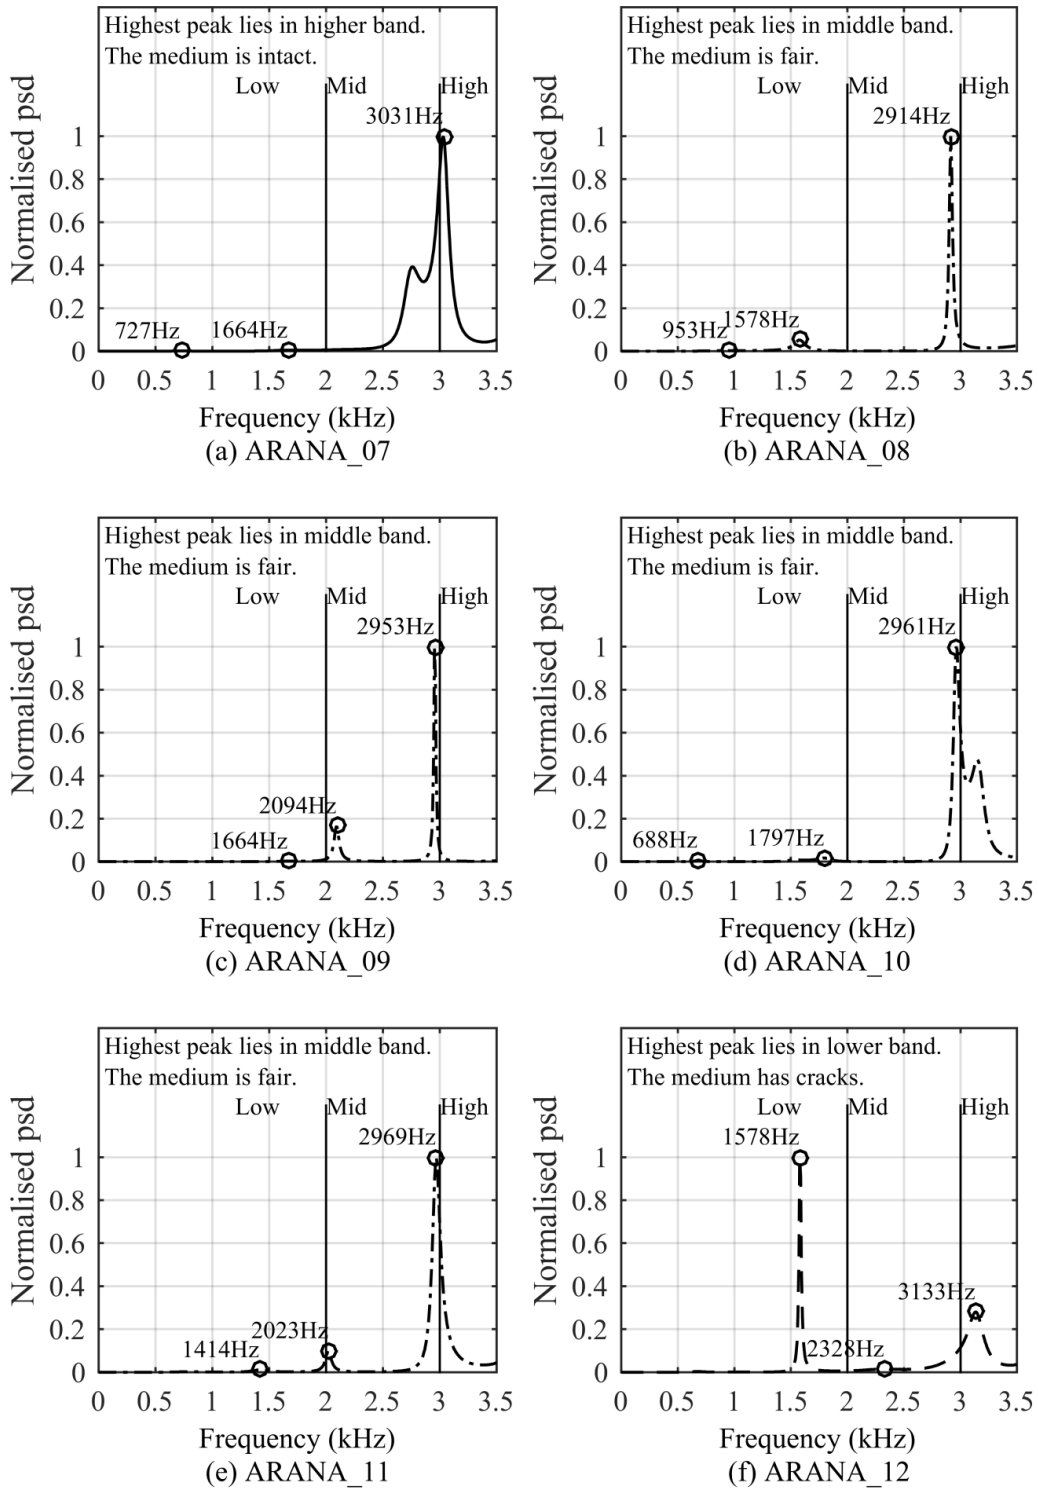 Highest peak lies in higher band.
The medium is intact.
Low Mid High
3031Hz
Normalised psd
1
0.8
0.6
0.4
0.2
0
727Hz 1664Hz
0 0.5 1 1.5 2 2.5 3 3.5
Frequency (kHz)
(a) ARANA_07
Highest peak lies in middle band.
The medium is fair.
Low Mid High
2914Hz
Normalised psd
1
0.8
0.6
0.4
0.2
0
953Hz 1578Hz
0 0.5 1 1.5 2 2.5 3 3.5
Frequency (kHz)
(b) ARANA_08
Highest peak lies in middle band.
The medium is fair.
Low Mid High
2953Hz
Normalised psd
1
0.8
0.6
0.4
0.2
0
2094Hz
1664Hz
0 0.5 1 1.5 2 2.5 3 3.5
Frequency (kHz)
(c) ARANA_09
Highest peak lies in middle band.
The medium is fair.
Low Mid High
2961Hz
Normalised psd
1
0.8
0.6
0.4
0.2
0
688Hz 1797Hz
0 0.5 1 1.5 2 2.5 3 3.5
Frequency (kHz)
(d) ARANA_10
Highest peak lies in middle band.
The medium is fair.
Low Mid High
2969Hz
Normalised psd
1
0.8
0.6
0.4
0.2
0
2023Hz
1414Hz
0 0.5 1 1.5 2 2.5 3 3.5
Frequency (kHz)
(e) ARANA_11
Highest peak lies in lower band.
The medium has cracks.
Low Mid High
1578Hz
Normalised psd
1
0.8
0.6
0.4
0.2
0
3133Hz
2328Hz
0 0.5 1 1.5 2 2.5 3 3.5
Frequency (kHz)
(f) ARANA_12